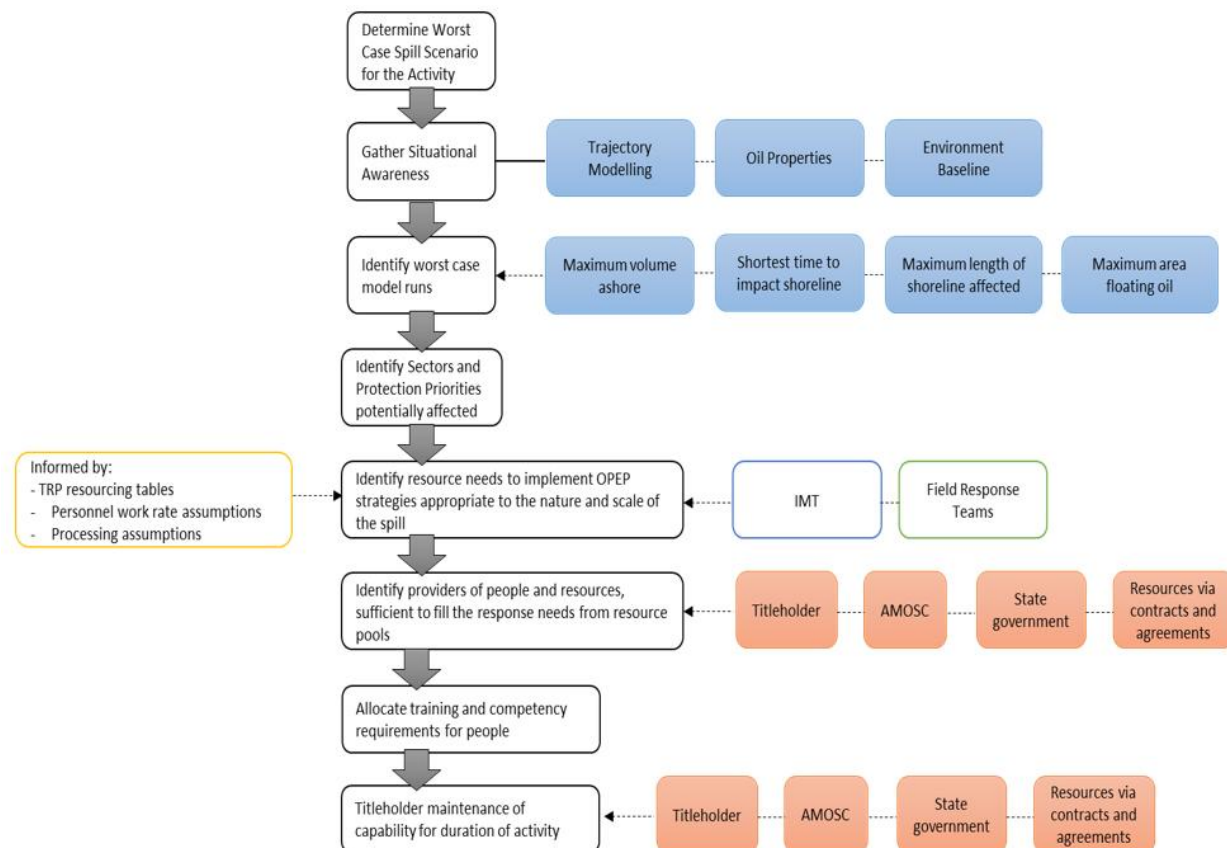 Determine Worst
Case Spill Scenario
for the Activity
Gather Situational
Awareness
Trajectory
Modelling
Oil Properties
Environment
Baseline
Identify worst case
model runs
Maximum volume
ashore
Shortest time to
impact shoreline
Maximum length of
shoreline affected
Maximum area
floating oil
Identify Sectors and
Protection Priorities
potentially affected
Informed by:
- TRP resourcing tables
- Personnel work rate assumptions
- Processing assumptions
Identify resource needs to implement OPEP
strategies appropriate to the nature and scale of
the spill
IMT
Field Response
Teams
Identify providers of people and resources,
sufficient to fill the response needs from resource
pools
Titleholder
AMOSC
State
government
Resources via
contracts and
agreements
Allocate training and competency
requirements for people
Titleholder maintenance of
capability for duration of activity
Titleholder
AMOSC
State
government
Resources via
contracts and
agreements